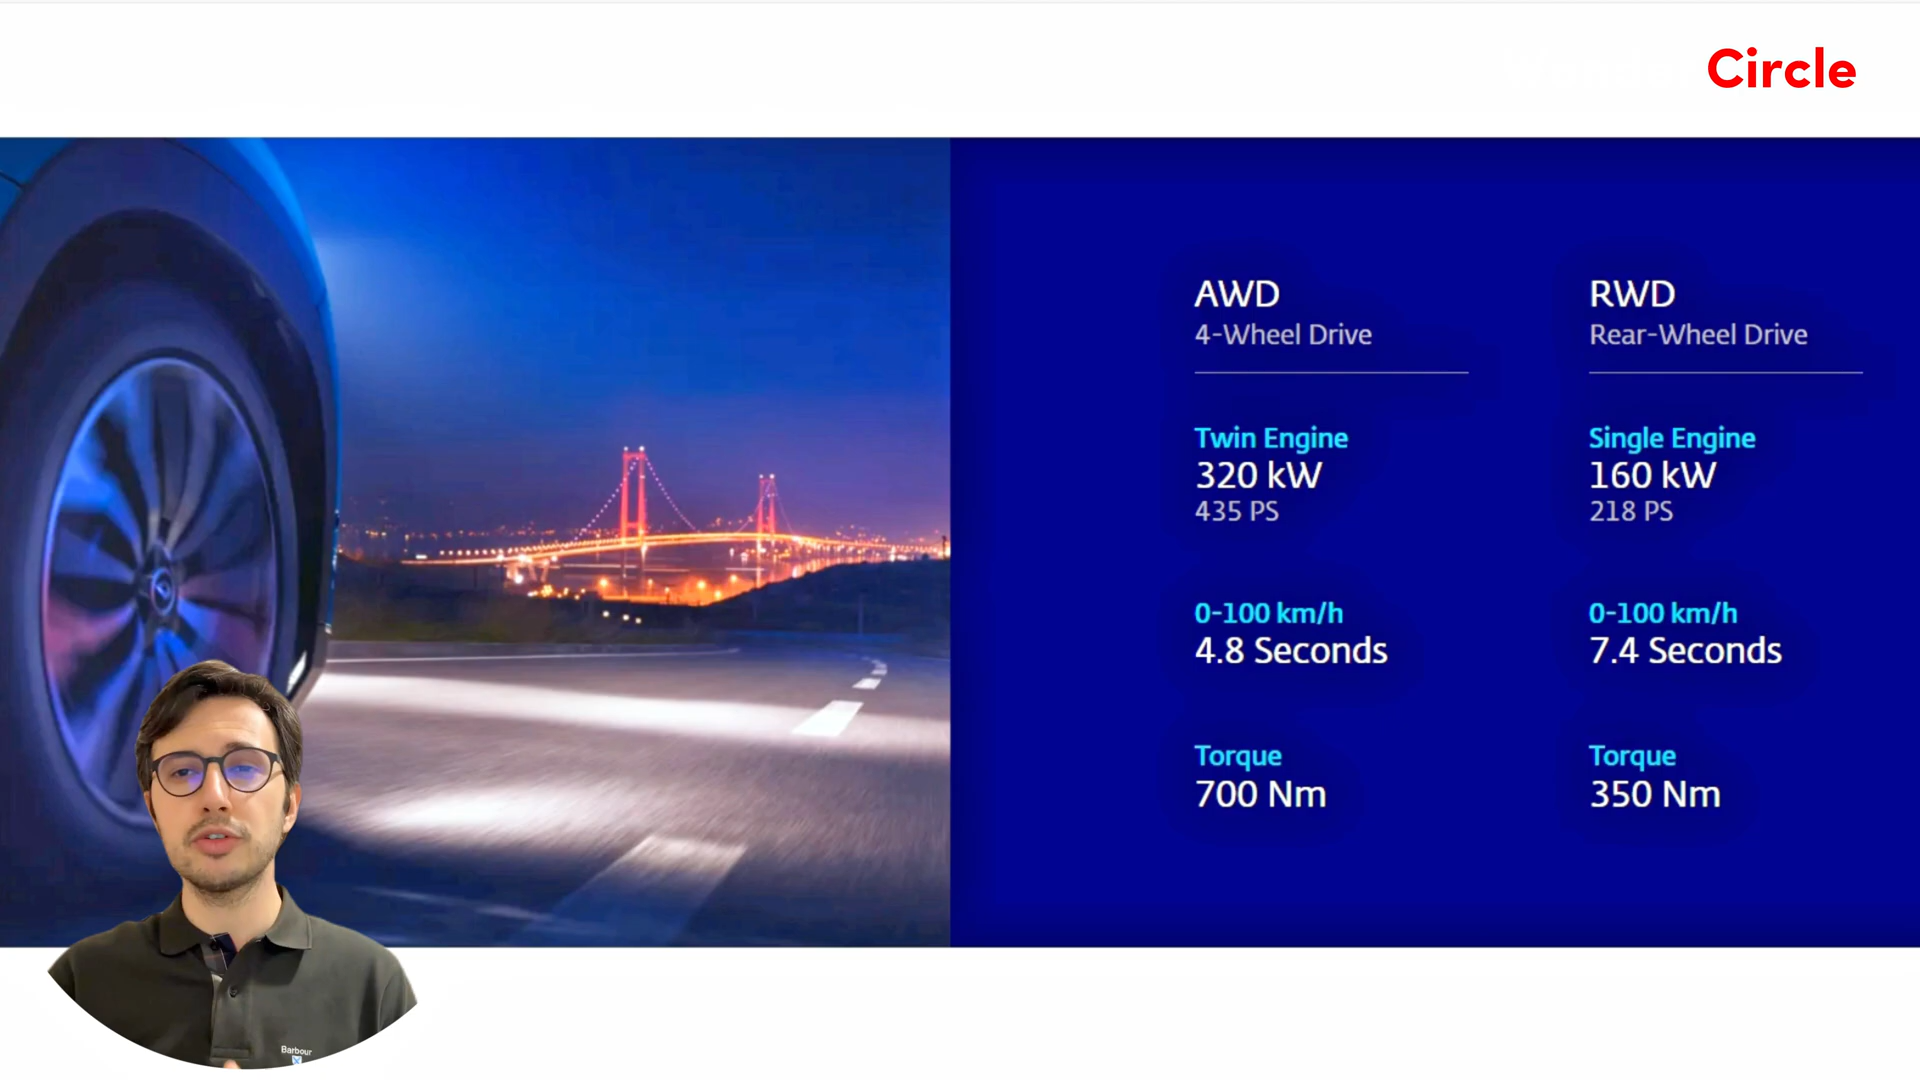 Circle
AWD
4-Wheel Drive
Twin Engine
320 kW
435 PS
0-100 km/h
4.8 Seconds
Torque
700 Nm
RWD
Rear-Wheel Drive
Single Engine
160 kW
218 PS
0-100 km/h
7.4 Seconds
Torque
350 Nm
Barbour